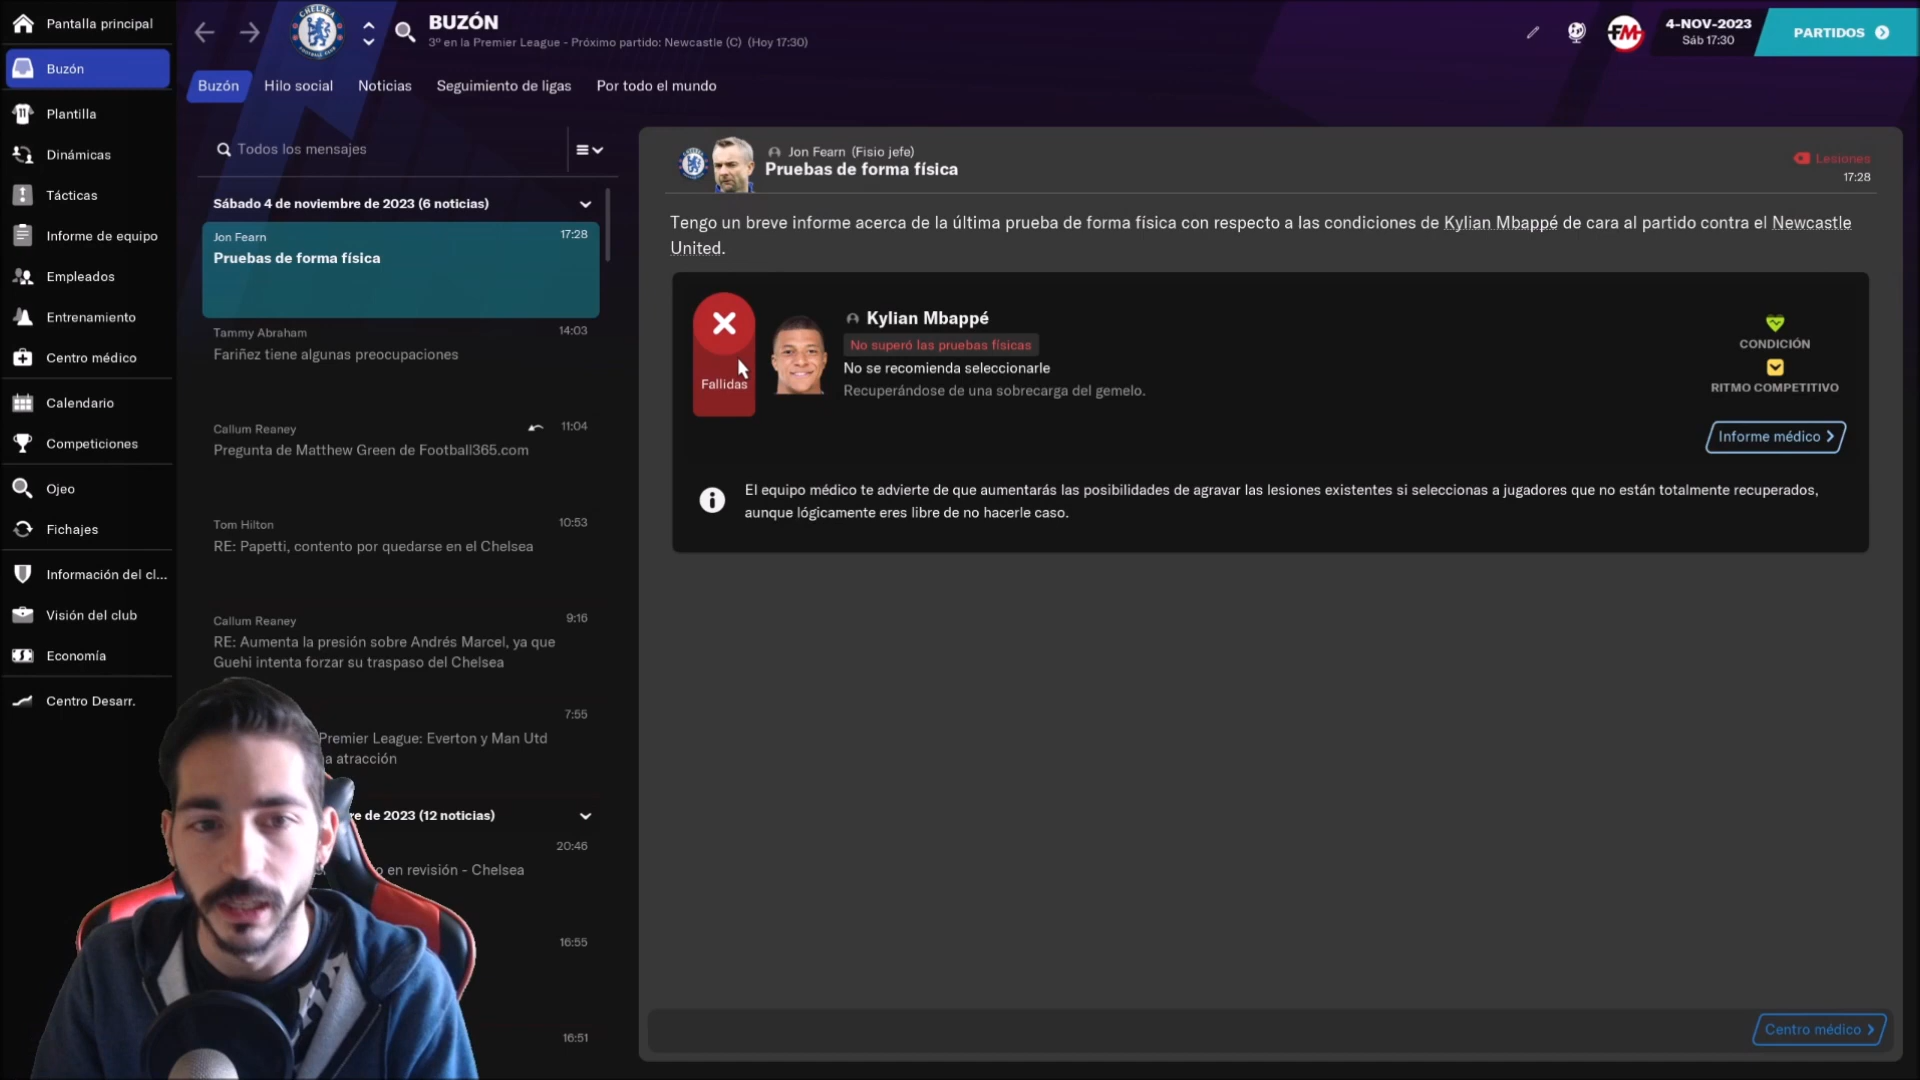 Pantalla principal
Buzón
Plantilla
Dinámicas
Tácticas
Informe de equipo
Empleados
Entrenamiento
Centro médico
Calendario
Competiciones
Ojeo
Fichajes
Información del cl...
Visión del club
Economía
Centro Desarr.
BUZÓN
3º en la Premier League - Próximo partido: Newcastle (C) (Hoy 17:30)
FM
4-NOV-2023
Sáb 17:30
PARTIDOS
Buzón
Hilo social
Noticias
Seguimiento de ligas
Por todo el mundo
Todos los mensajes
Sábado 4 de noviembre de 2023 (6 noticias)
Jon Fearn
17:28
Pruebas de forma física
Tammy Abraham
14:03
Fariñez tiene algunas preocupaciones
Callum Reaney
11:04
Pregunta de Matthew Green de Football365.com
Tom Hilton
10:53
RE: Papetti, contento por quedarse en el Chelsea
Callum Reaney
9:16
RE: Aumenta la presión sobre Andrés Marcel, ya que
Guehi intenta forzar su traspaso del Chelsea
7:55
Premier League: Everton y Man Utd
a atracción
re de 2023 (12 noticias)
20:46
o en revisión - Chelsea
16:55
16:51
Jon Fearn (Fisio jefe)
Pruebas de forma física
Lesiones
17:28
Tengo un breve informe acerca de la última prueba de forma física con respecto a las condiciones de Kylian Mbappé de cara al partido contra el Newcastle
United.
Fallidas
Kylian Mbappé
No superó las pruebas físicas
No se recomienda seleccionarle
Recuperándose de una sobrecarga del gemelo.
CONDICIÓN
RITMO COMPETITIVO
Informe médico
El equipo médico te advierte de que aumentarás las posibilidades de agravar las lesiones existentes si seleccionas a jugadores que no están totalmente recuperados,
aunque lógicamente eres libre de no hacerle caso.
Centro médico